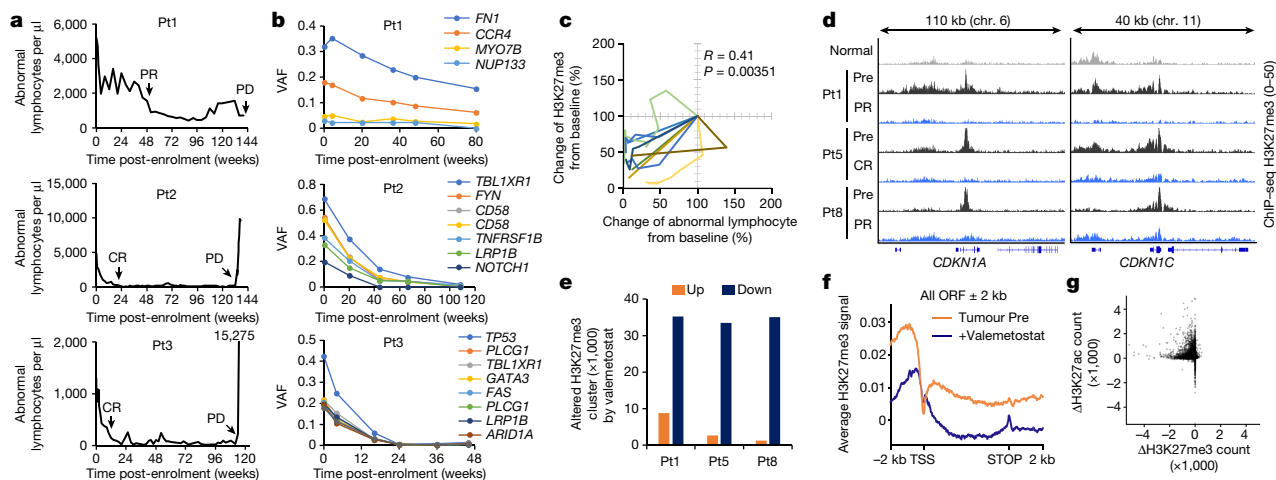 a
Pt1
Abnormal
lymphocytes per µl
6,000
4,000
2,000
0
PR
PD
0 24 48 72 96 120 144
Time post-enrolment (weeks)
Pt2
Abnormal
lymphocytes per µl
15,000
10,000
5,000
0
CR
PD
0 24 48 72 96 120 144
Time post-enrolment (weeks)
Pt3
15,275
Abnormal
lymphocytes per µl
2,000
1,000
0
CR
PD
0 24 48 72 96 120
Time post-enrolment (weeks)
b
Pt1
VAF
0.4
0.3
0.2
0.1
0
FN1
CCR4
MYO7B
NUP133
0 20 40 60 80
Time post-enrolment (weeks)
Pt2
VAF
0.8
0.6
0.4
0.2
0
TBL1XR1
FYN
CD58
CD58
TNFRSF1B
LRP1B
NOTCH1
0 20 40 60 80 100 120
Time post-enrolment (weeks)
Pt3
VAF
0.5
0.4
0.3
0.2
0.1
0
TP53
PLCG1
TBL1XR1
GATA3
FAS
PLCG1
LRP1B
ARID1A
0 12 24 36 48
Time post-enrolment (weeks)
c
Change of H3K27me3
from baseline (%)
200
150
100
50
0
R = 0.41
P = 0.00351
0 50 100 150 200
Change of abnormal lymphocyte
from baseline (%)
d
110 kb (chr. 6)
40 kb (chr. 11)
Normal
Pt1
Pre
PR
Pt5
Pre
CR
Pt8
Pre
PR
ChIP–seq H3K27me3 (0–50)
CDKN1A
CDKN1C
e
Up
Down
Altered H3K27me3
cluster (×1,000)
by valemetostat
40
30
20
10
0
Pt1 Pt5 Pt8
f
All ORF ± 2 kb
Tumour Pre
+Valemetostat
Average H3K27me3 signal
0.03
0.022
0.011
0
−2 kb TSS STOP 2 kb
g
ΔH3K27ac count
(×1,000)
4
2
0
−2
−4
−4 −2 0 2 4
ΔH3K27me3 count
(×1,000)